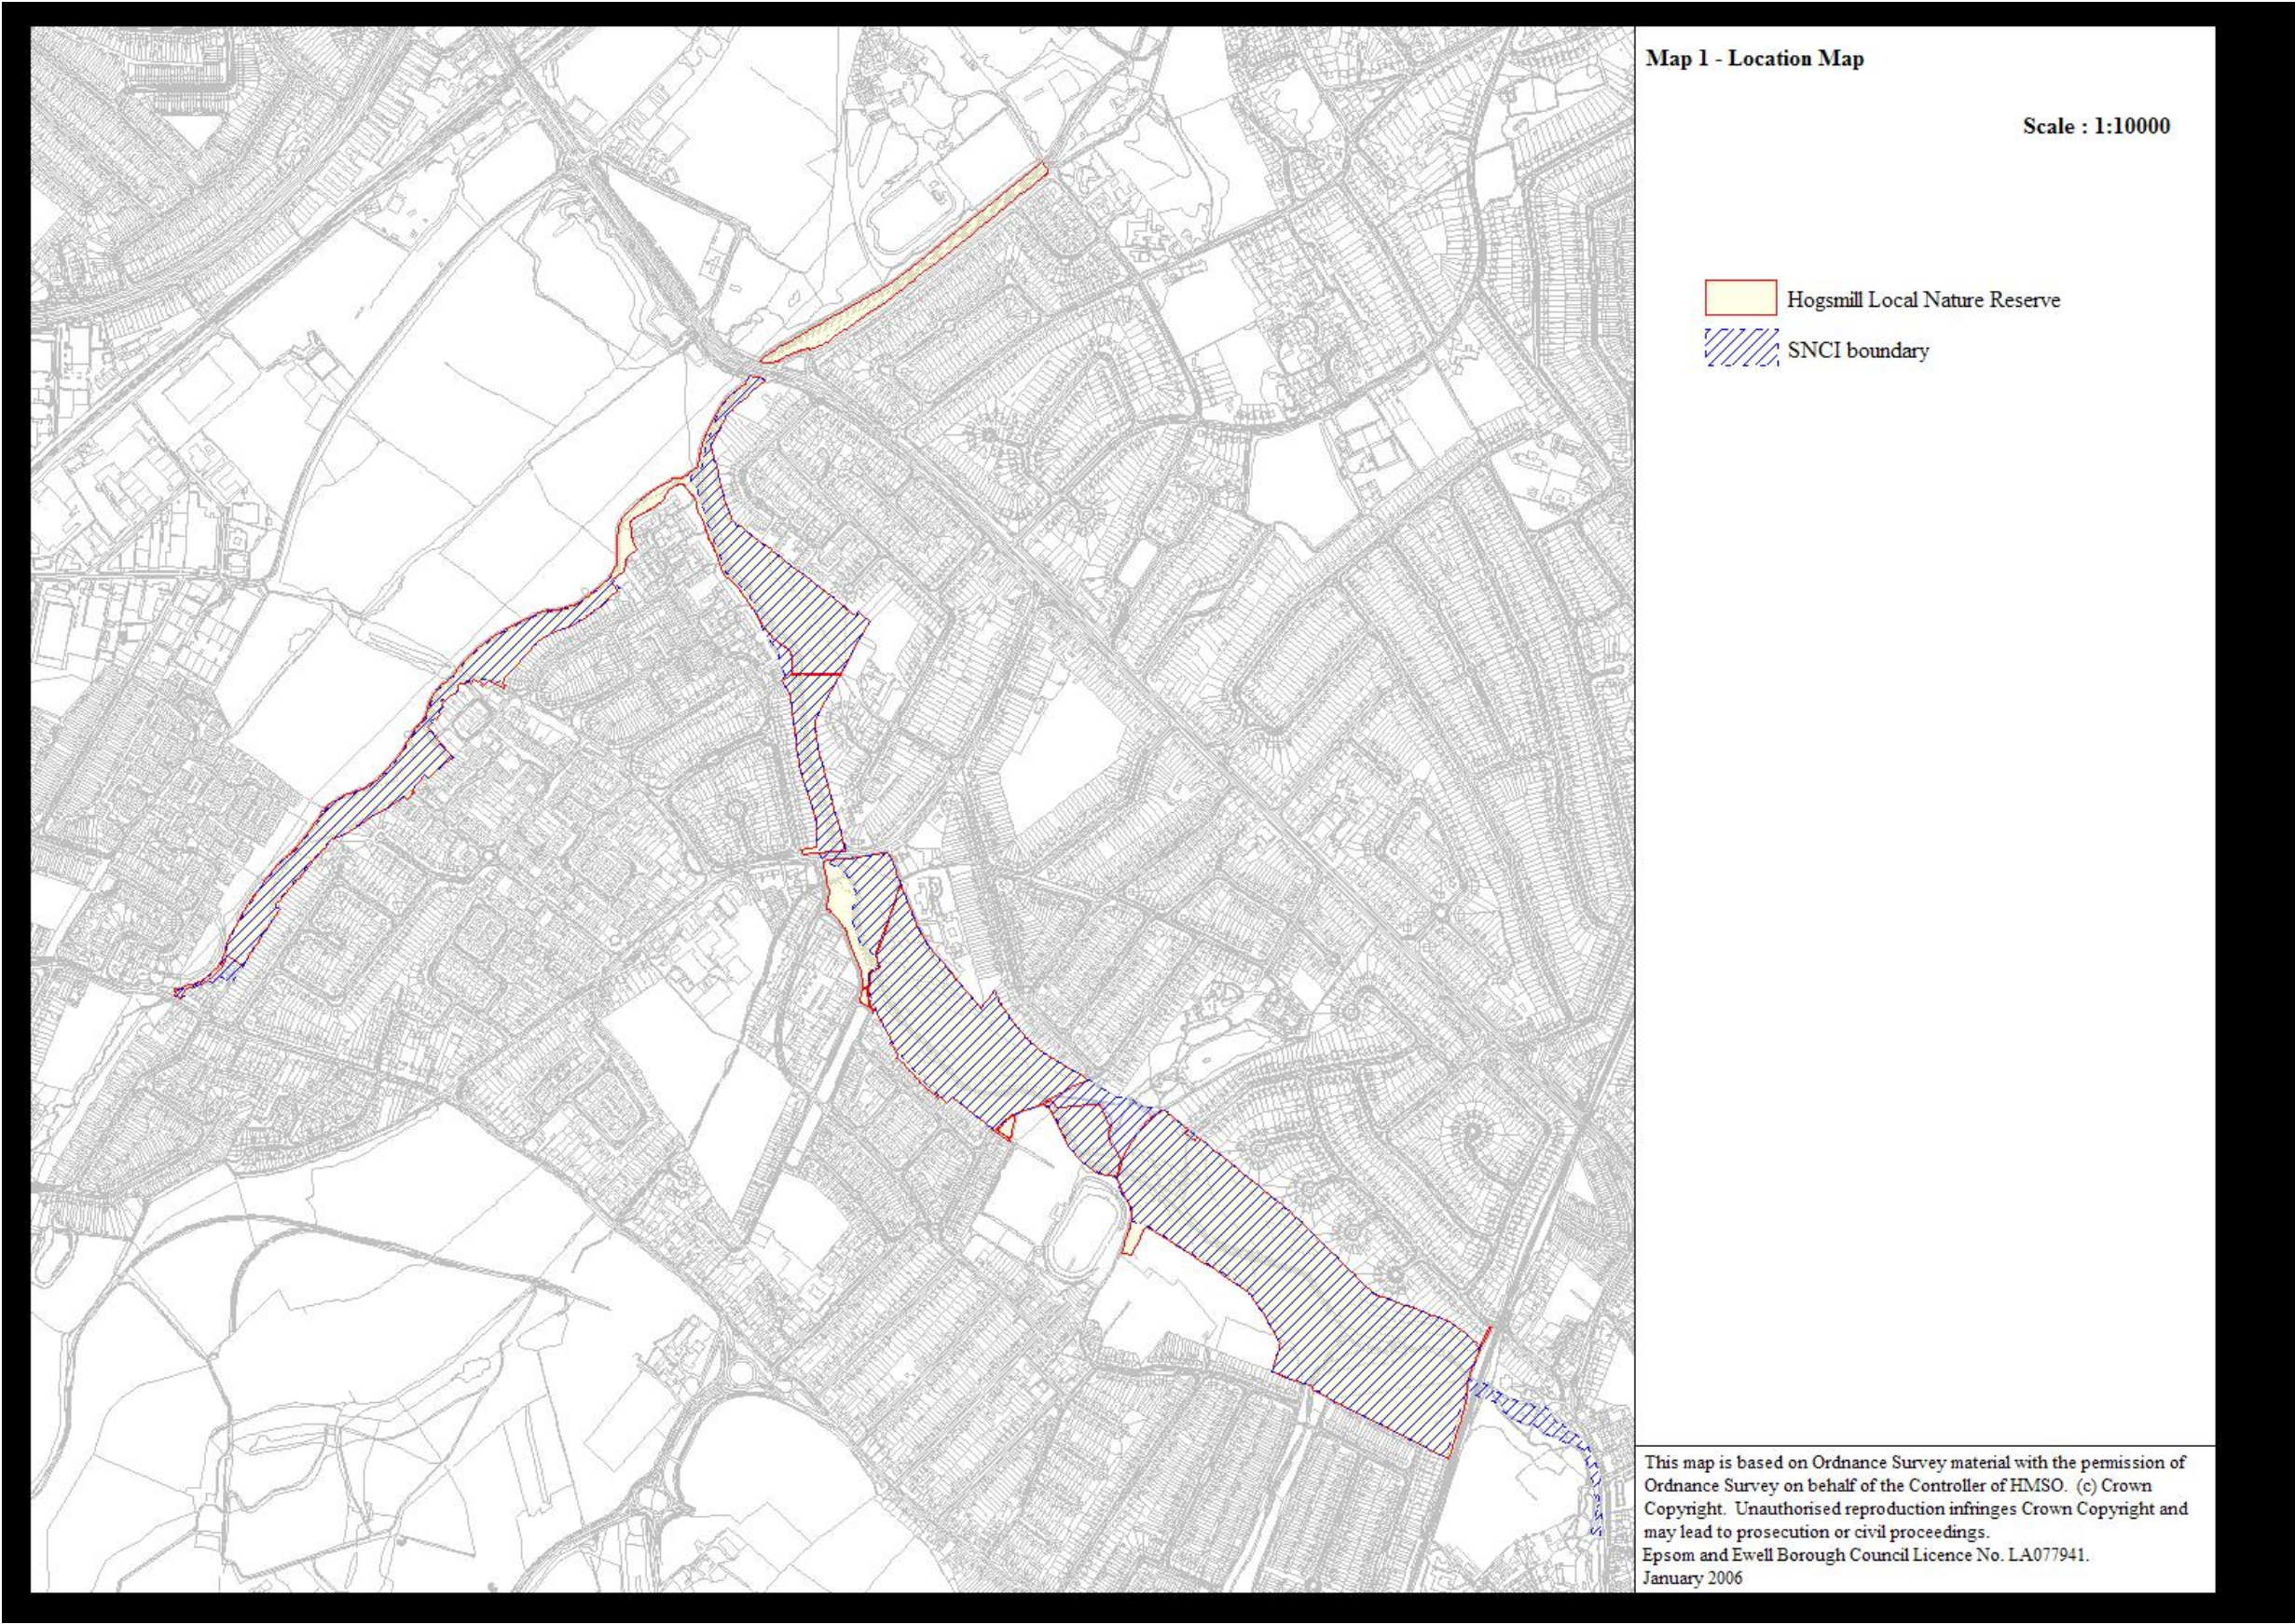 Map 1 - Location Map
Scale : 1:10000
Hogsmill Local Nature Reserve
SNCI boundary
This map is based on Ordnance Survey material with the permission of
Ordnance Survey on behalf of the Controller of HMSO. (c) Crown
Copyright. Unauthorised reproduction infringes Crown Copyright and
may lead to prosecution or civil proceedings.
Epsom and Ewell Borough Council Licence No. LA077941.
January 2006